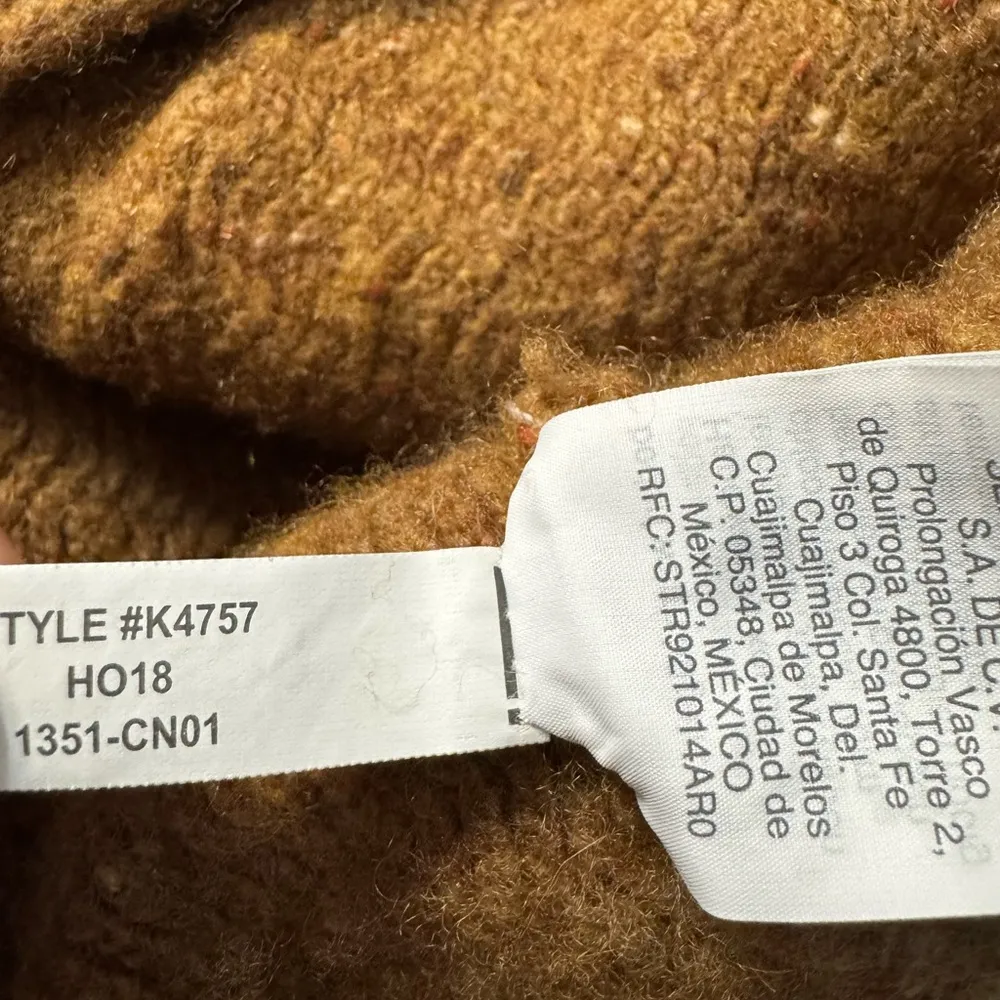 TYLE #K4757
HO18
1351-CN01
S.A. DE C.V.
Prolongación Vasco
de Quiroga 4800, Torre 2,
Piso 3 Col. Santa Fe
Cuajimalpa, Del.
Cuajimalpa de Morelos
C.P. 05348, Ciudad de
México, MÉXICO
RFC: STR921014AR0